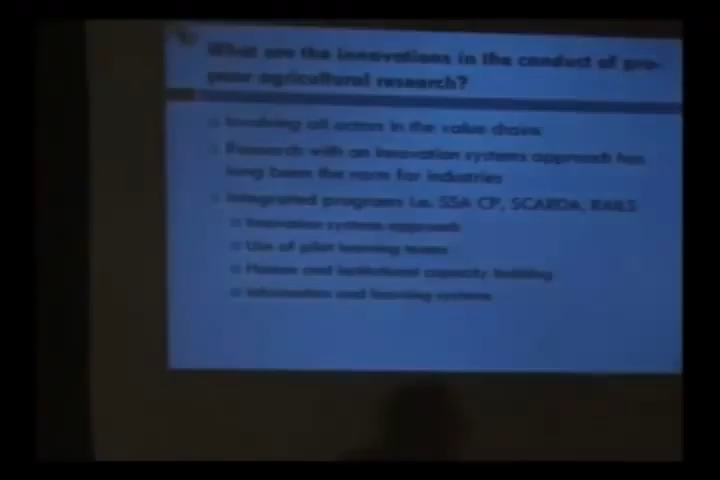 What are the innovations in the conduct of pro-
poor agricultural research?
Involving all actors in the value chain
Research with an innovation systems approach has
long been the norm for industries
Integrated programs i.e. SSA CP, SCARDA, RAILS
Innovation systems approach
Use of pilot learning teams
Human and institutional capacity building
Information and learning systems